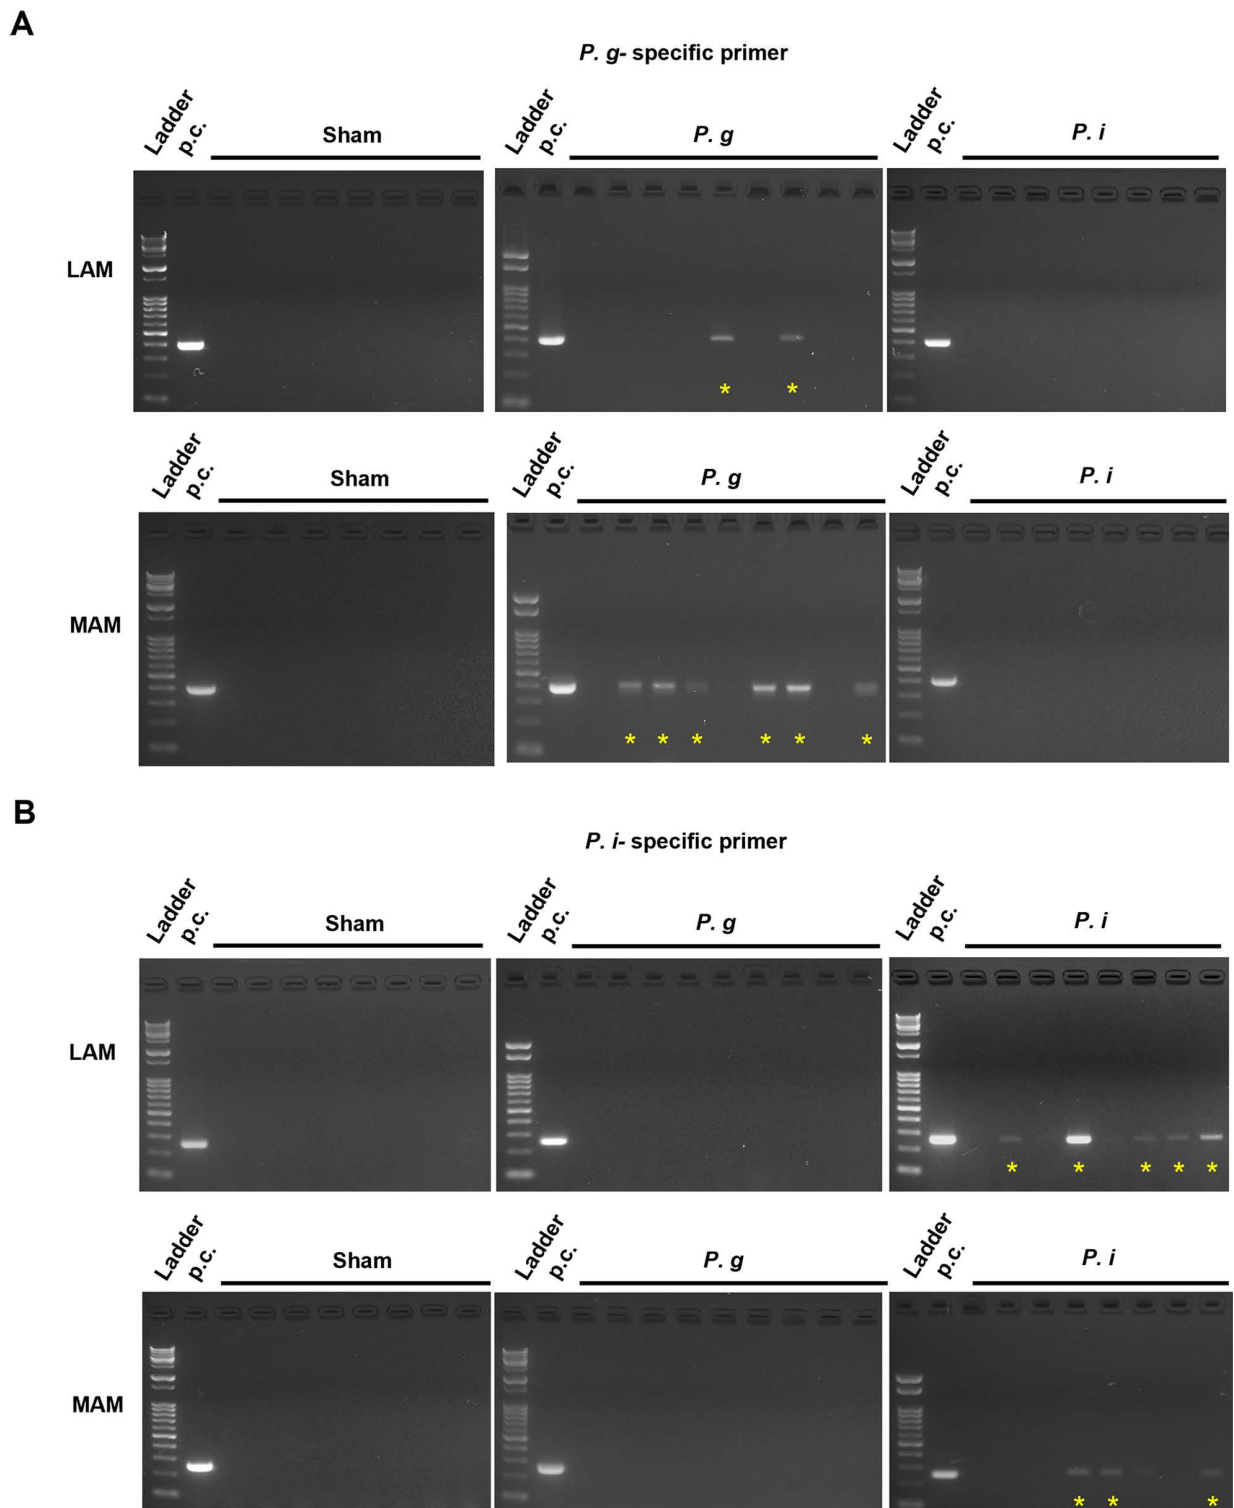 A
P. g- specific primer
Ladder p.c. Sham Ladder p.c. P. g Ladder p.c. P. i
LAM
* *
Ladder p.c. Sham Ladder p.c. P. g Ladder p.c. P. i
MAM
* * * * * *
B
P. i- specific primer
Ladder p.c. Sham Ladder p.c. P. g Ladder p.c. P. i
LAM
* * * * *
Ladder p.c. Sham Ladder p.c. P. g Ladder p.c. P. i
MAM
* * *